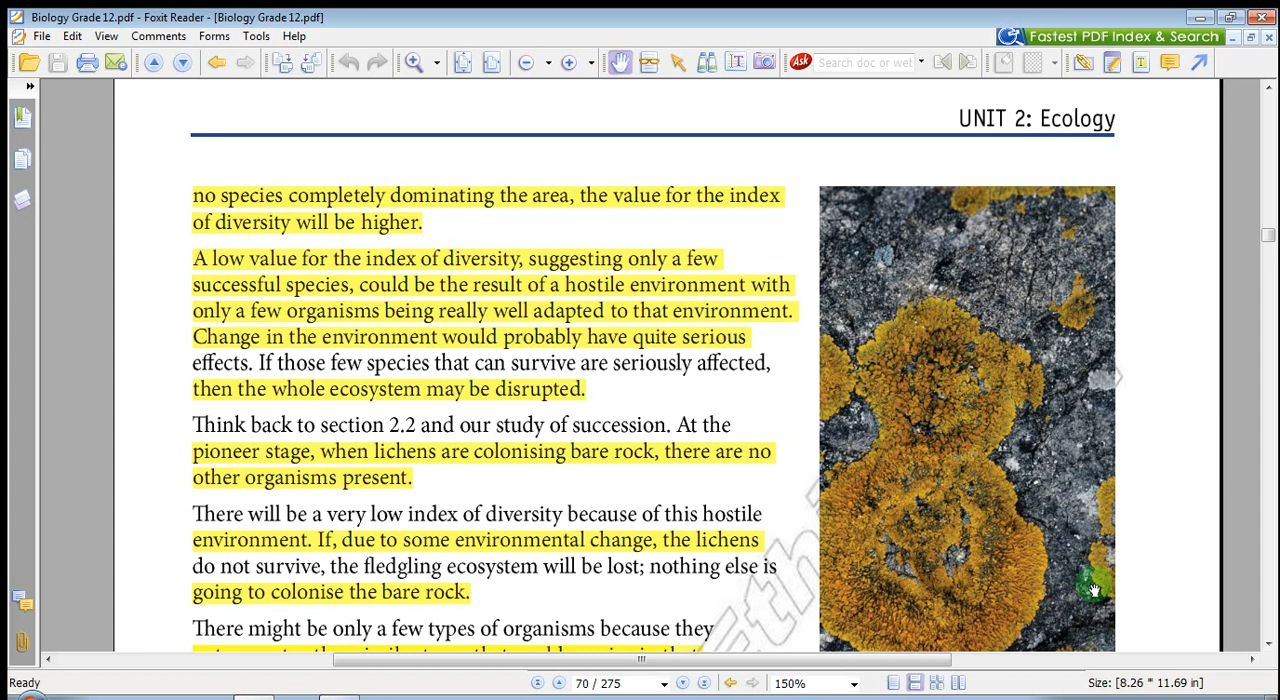 Biology Grade 12.pdf - Foxit Reader - [Biology Grade 12.pdf]
File Edit View Comments Forms Tools Help
Fastest PDF Index & Search
Ask Search doc or wel
UNIT 2: Ecology
no species completely dominating the area, the value for the index
of diversity will be higher.
A low value for the index of diversity, suggesting only a few
successful species, could be the result of a hostile environment with
only a few organisms being really well adapted to that environment.
Change in the environment would probably have quite serious
effects. If those few species that can survive are seriously affected,
then the whole ecosystem may be disrupted.
Think back to section 2.2 and our study of succession. At the
pioneer stage, when lichens are colonising bare rock, there are no
other organisms present.
There will be a very low index of diversity because of this hostile
environment. If, due to some environmental change, the lichens
do not survive, the fledgling ecosystem will be lost; nothing else is
going to colonise the bare rock.
There might be only a few types of organisms because they
Ready
70 / 275
150%
Size: [8.26 * 11.69 in]